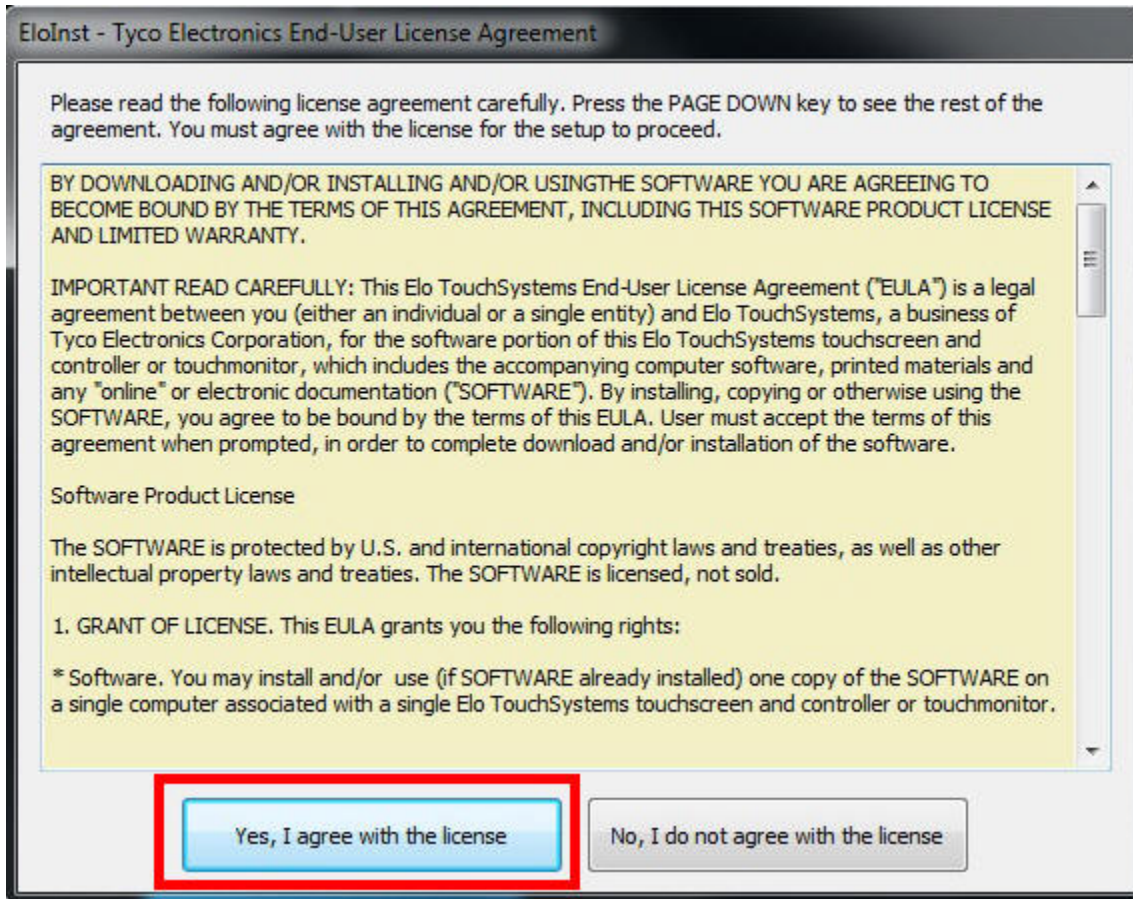 EloInst - Tyco Electronics End-User License Agreement
Please read the following license agreement carefully. Press the PAGE DOWN key to see the rest of the
agreement. You must agree with the license for the setup to proceed.
BY DOWNLOADING AND/OR INSTALLING AND/OR USINGTHE SOFTWARE YOU ARE AGREEING TO
BECOME BOUND BY THE TERMS OF THIS AGREEMENT, INCLUDING THIS SOFTWARE PRODUCT LICENSE
AND LIMITED WARRANTY.
IMPORTANT READ CAREFULLY: This Elo TouchSystems End-User License Agreement ("EULA") is a legal
agreement between you (either an individual or a single entity) and Elo TouchSystems, a business of
Tyco Electronics Corporation, for the software portion of this Elo TouchSystems touchscreen and
controller or touchmonitor, which includes the accompanying computer software, printed materials and
any "online" or electronic documentation ("SOFTWARE"). By installing, copying or otherwise using the
SOFTWARE, you agree to be bound by the terms of this EULA. User must accept the terms of this
agreement when prompted, in order to complete download and/or installation of the software.
Software Product License
The SOFTWARE is protected by U.S. and international copyright laws and treaties, as well as other
intellectual property laws and treaties. The SOFTWARE is licensed, not sold.
1. GRANT OF LICENSE. This EULA grants you the following rights:
* Software. You may install and/or  use (if SOFTWARE already installed) one copy of the SOFTWARE on
a single computer associated with a single Elo TouchSystems touchscreen and controller or touchmonitor.
Yes, I agree with the license
No, I do not agree with the license